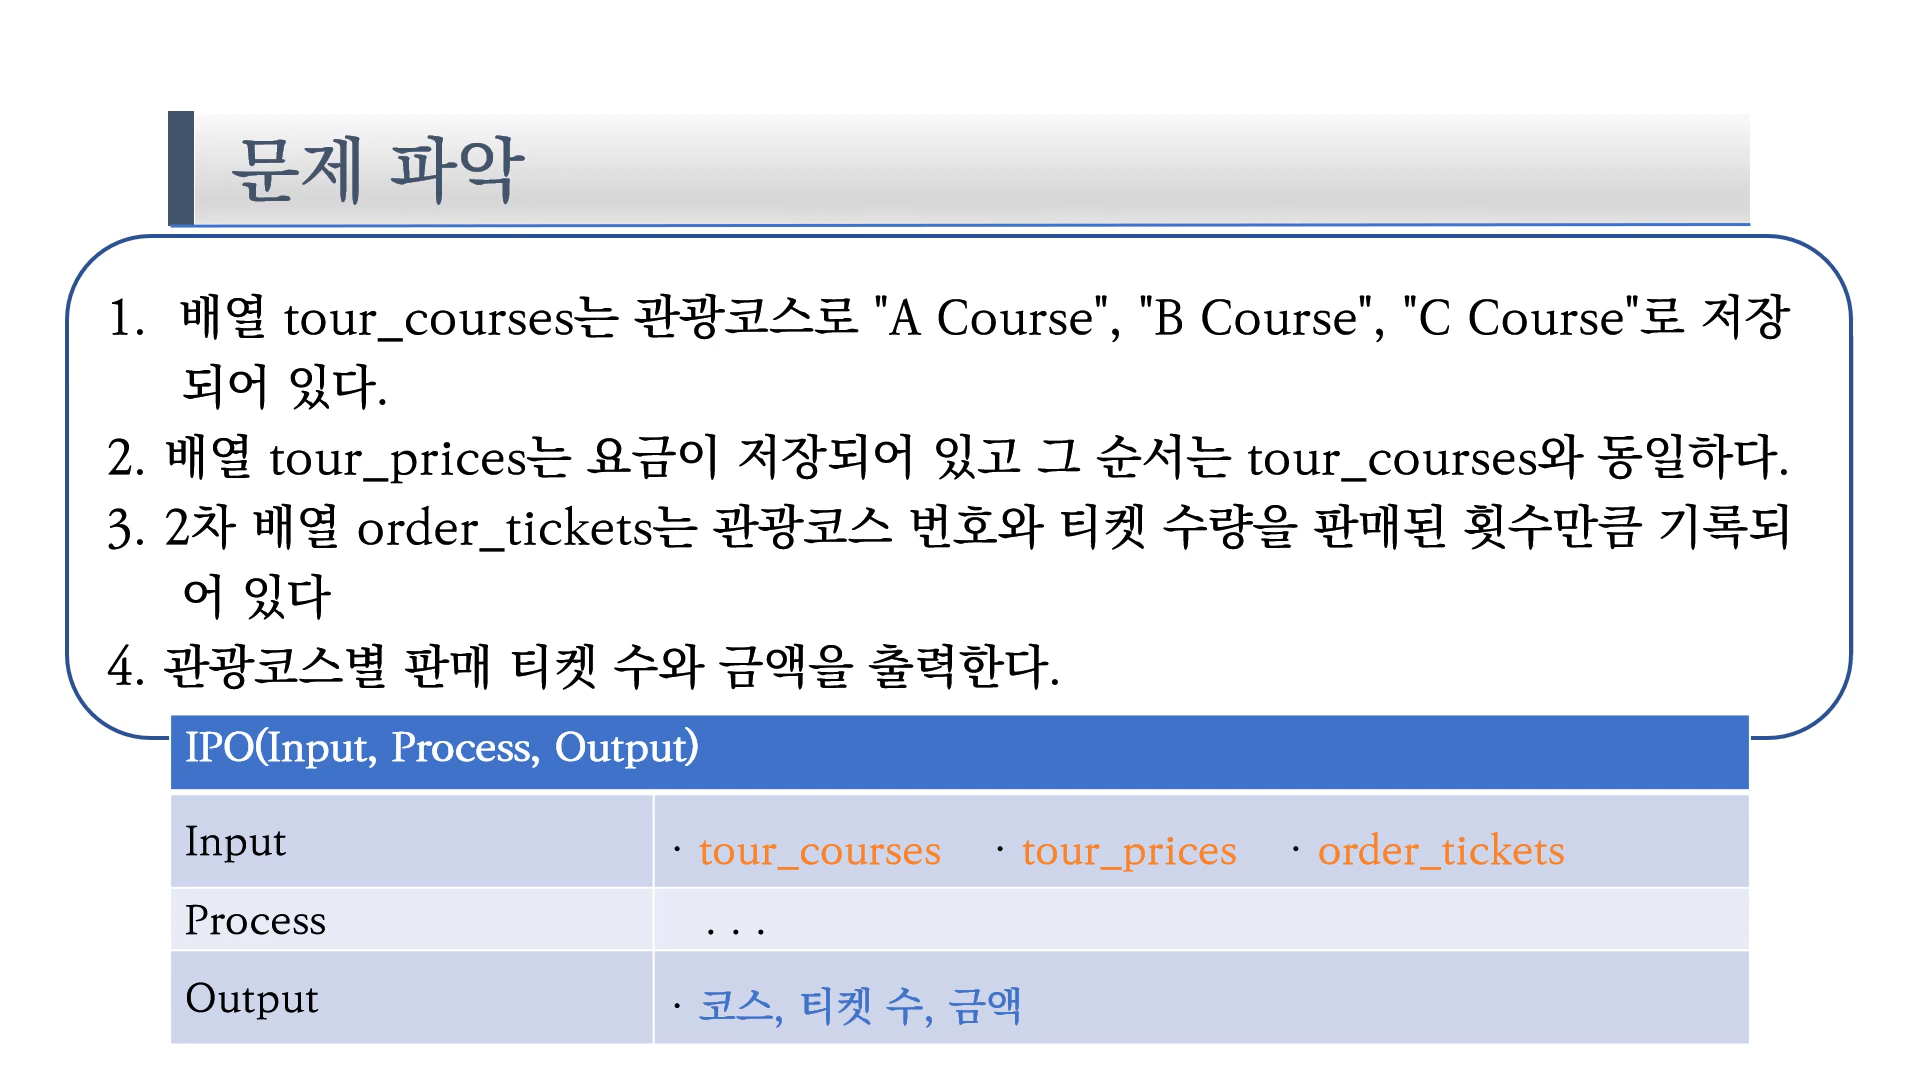 문제 파악
1. 배열 tour_courses는 관광코스로 "A Course", "B Course", "C Course"로 저장
되어 있다.
2. 배열 tour_prices는 요금이 저장되어 있고 그 순서는 tour_courses와 동일하다.
3. 2차 배열 order_tickets는 관광코스 번호와 티켓 수량을 판매된 횟수만큼 기록되
어 있다
4. 관광코스별 판매 티켓 수와 금액을 출력한다.
IPO(Input, Process, Output)
Input
· tour_courses · tour_prices · order_tickets
Process
. . .
Output
· 코스, 티켓 수, 금액